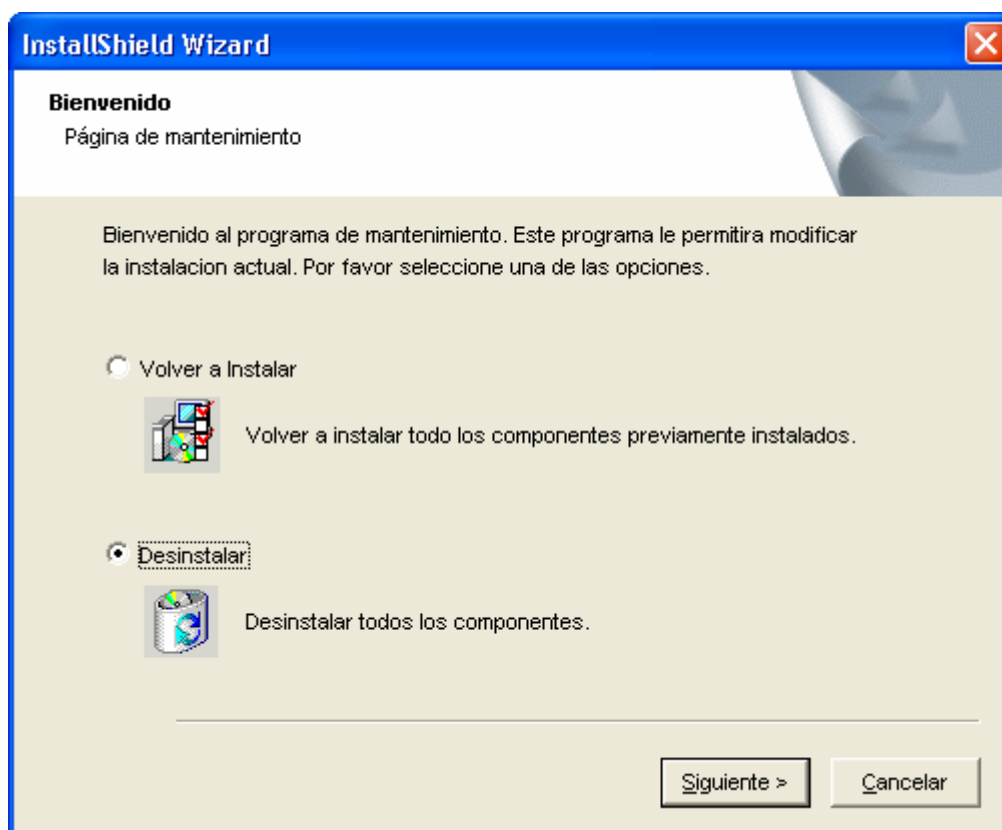 InstallShield Wizard
Bienvenido
Página de mantenimiento
Bienvenido al programa de mantenimiento. Este programa le permitira modificar
la instalacion actual. Por favor seleccione una de las opciones.
Volver a Instalar
Volver a instalar todo los componentes previamente instalados.
Desinstalar
Desinstalar todos los componentes.
Siguiente >
Cancelar